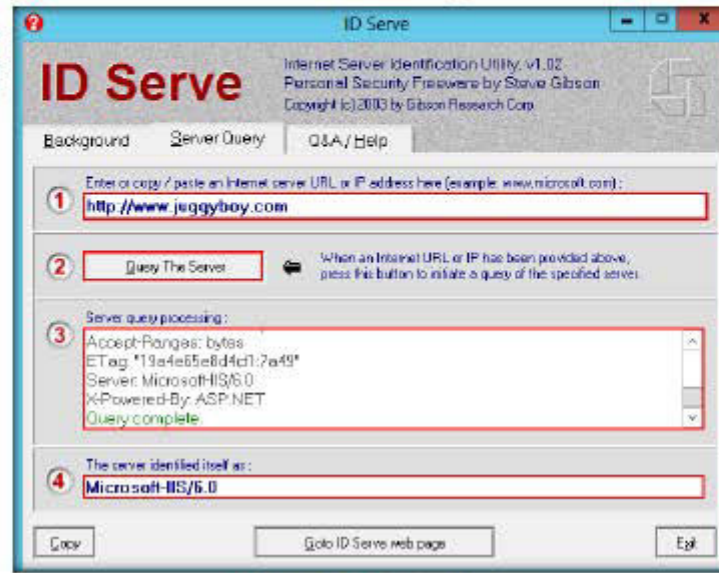 ID Serve
ID Serve
Internet Server Identification Utility, v1.02
Personal Security Freeware by Steve Gibson
Copyright (c) 2003 by Gibson Research Corp.
Background
Server Query
Q&A / Help
1
Enter or copy / paste an Internet server URL or IP address here (example: www.microsoft.com) :
http://www.juggyboy.com
2
Query The Server
When an Internet URL or IP has been provided above,
press this button to initiate a query of the specified server.
3
Server query processing :
Accept-Ranges: bytes
ETag: "19a4e65e8d4cf1:7a49"
Server: Microsoft-IIS/6.0
X-Powered-By: ASP.NET
Query complete.
4
The server identified itself as :
Microsoft-IIS/6.0
Copy
Goto ID Serve web page
Exit